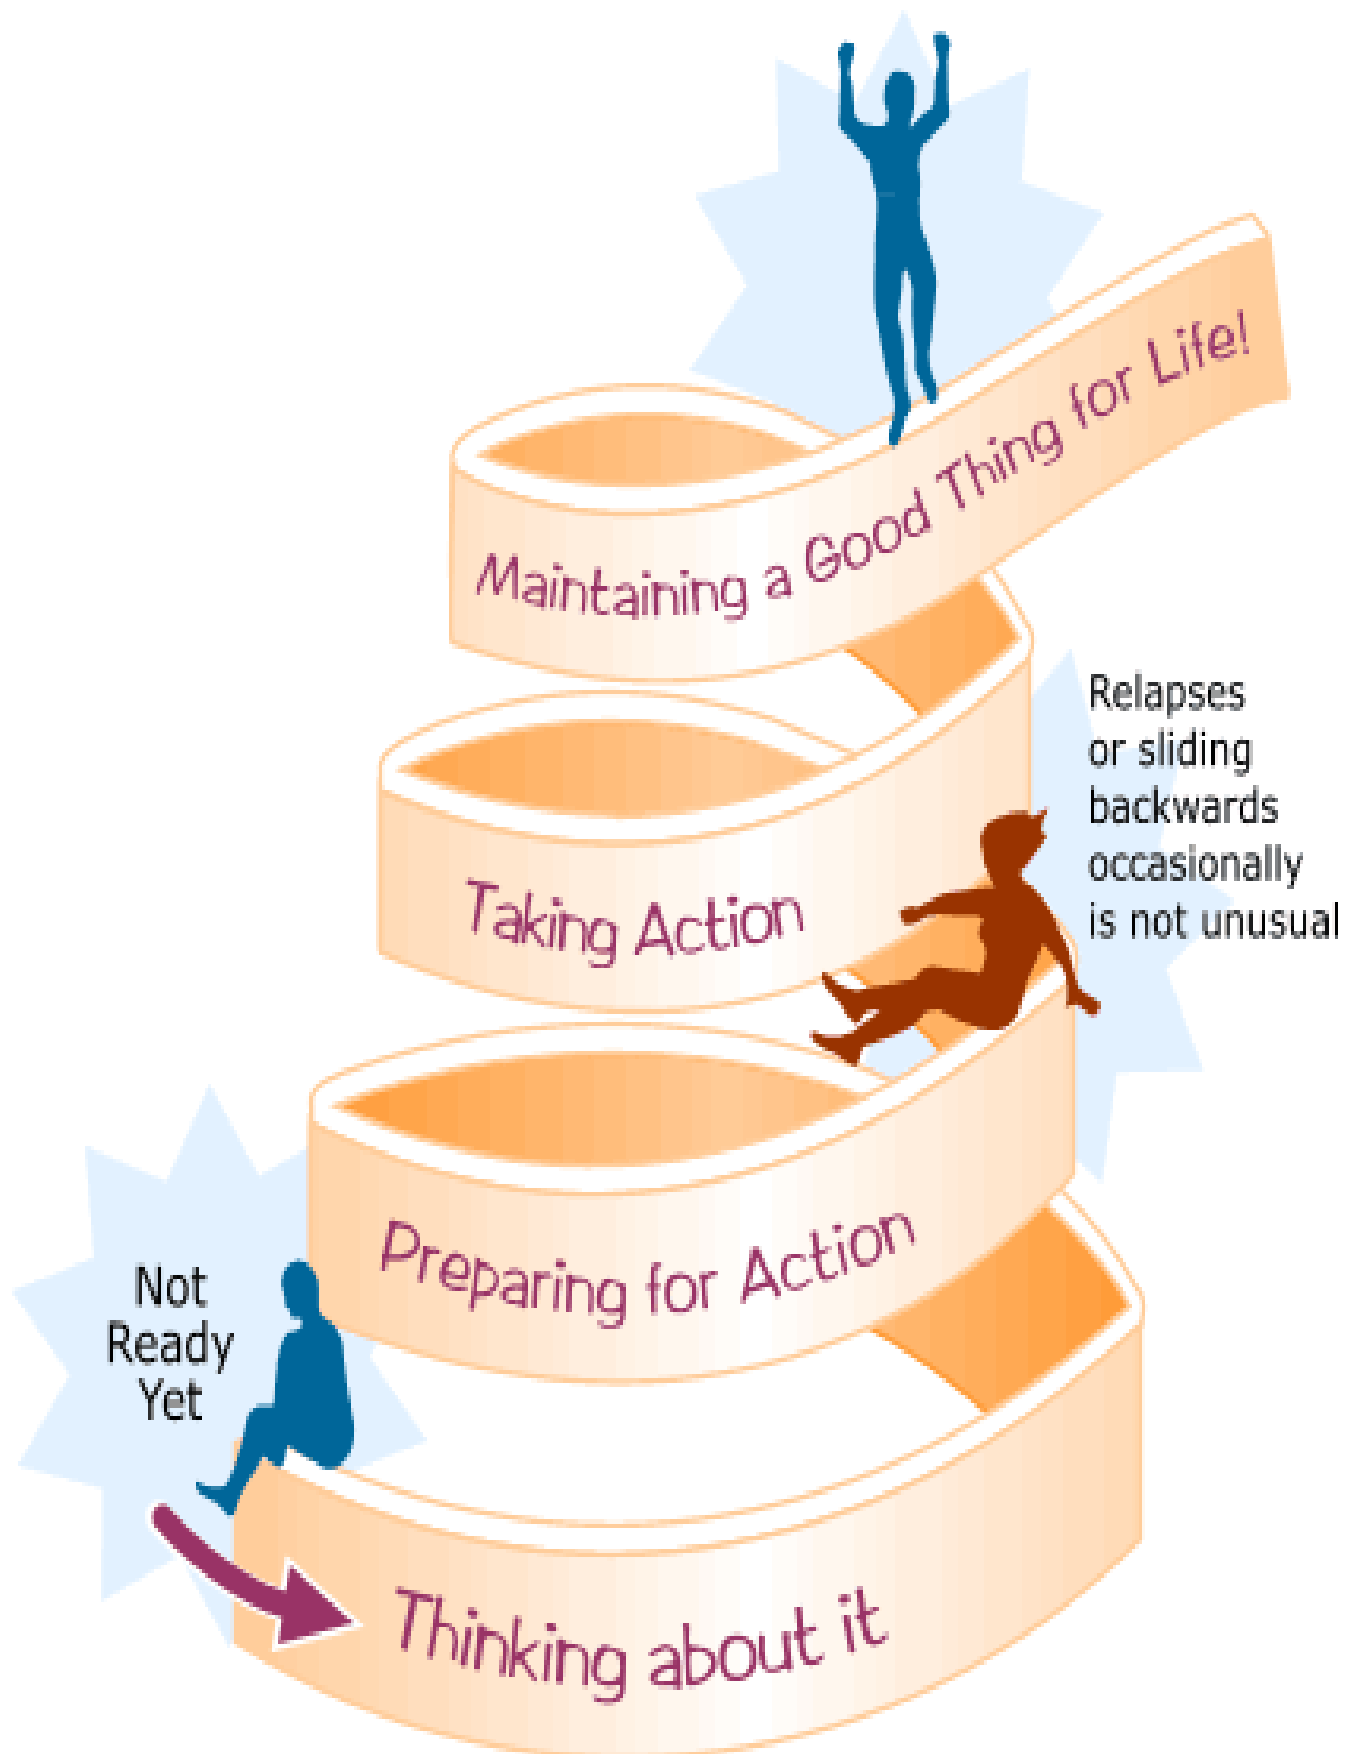 Maintaining a Good Thing for Life!
Relapses
or sliding
backwards
occasionally
is not unusual
Taking Action
Preparing for Action
Not
Ready
Yet
Thinking about it